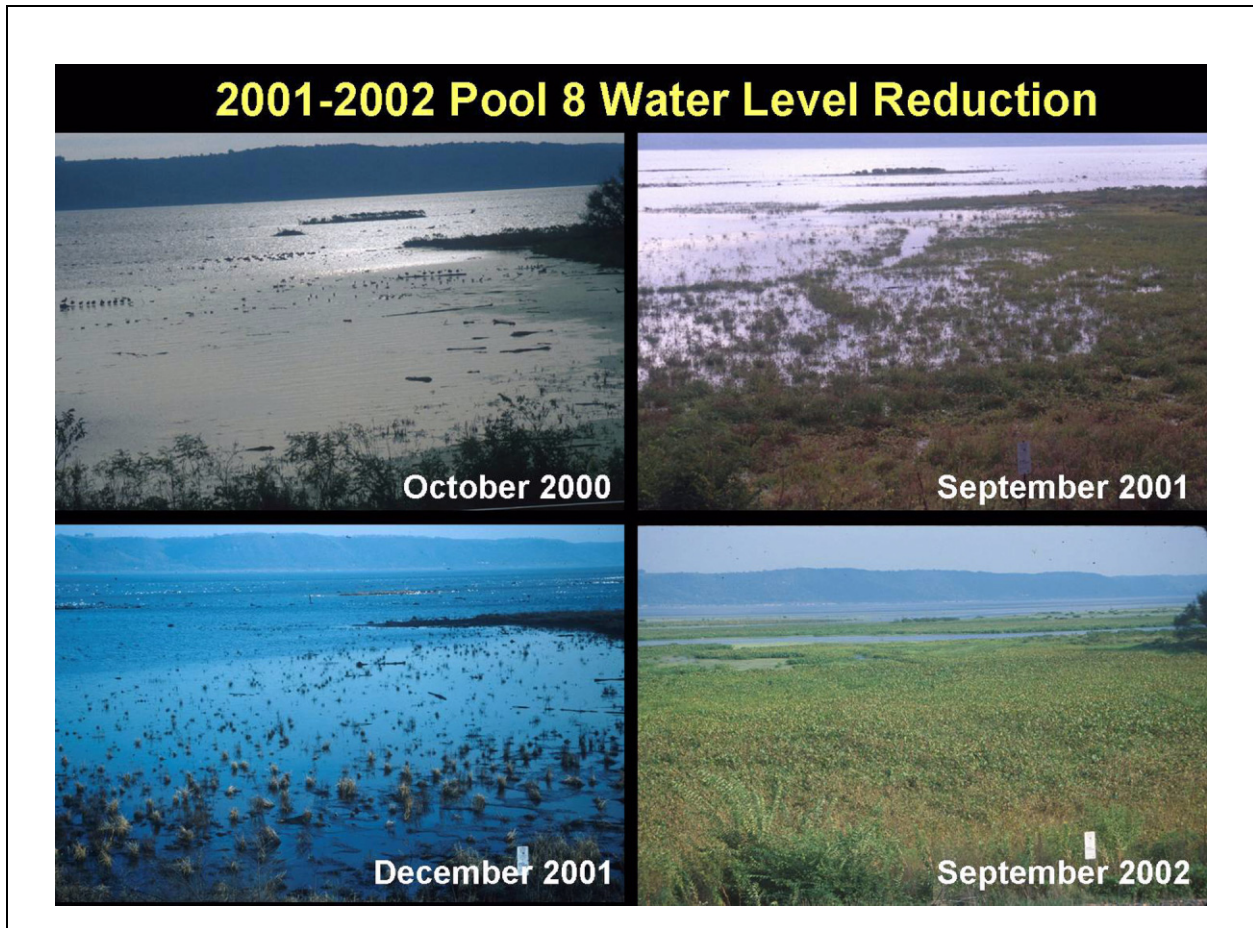 2001-2002 Pool 8 Water Level Reduction
October 2000
September 2001
December 2001
September 2002